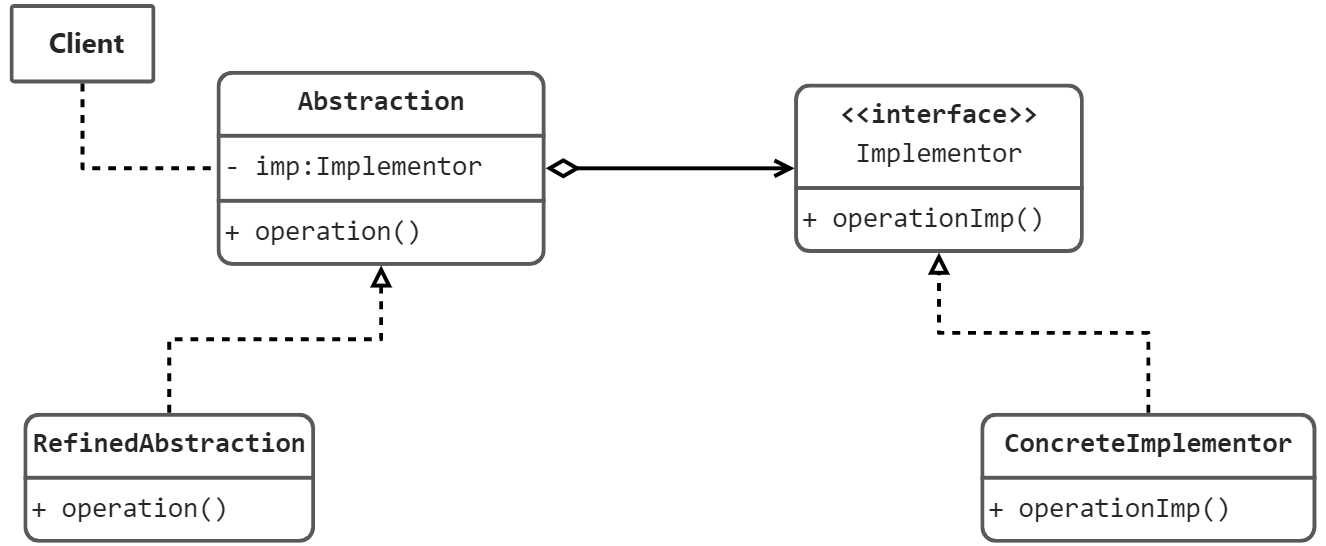 Client
Abstraction
- imp:Implementor
+ operation()
<<interface>>
Implementor
+ operationImp()
RefinedAbstraction
+ operation()
ConcreteImplementor
+ operationImp()